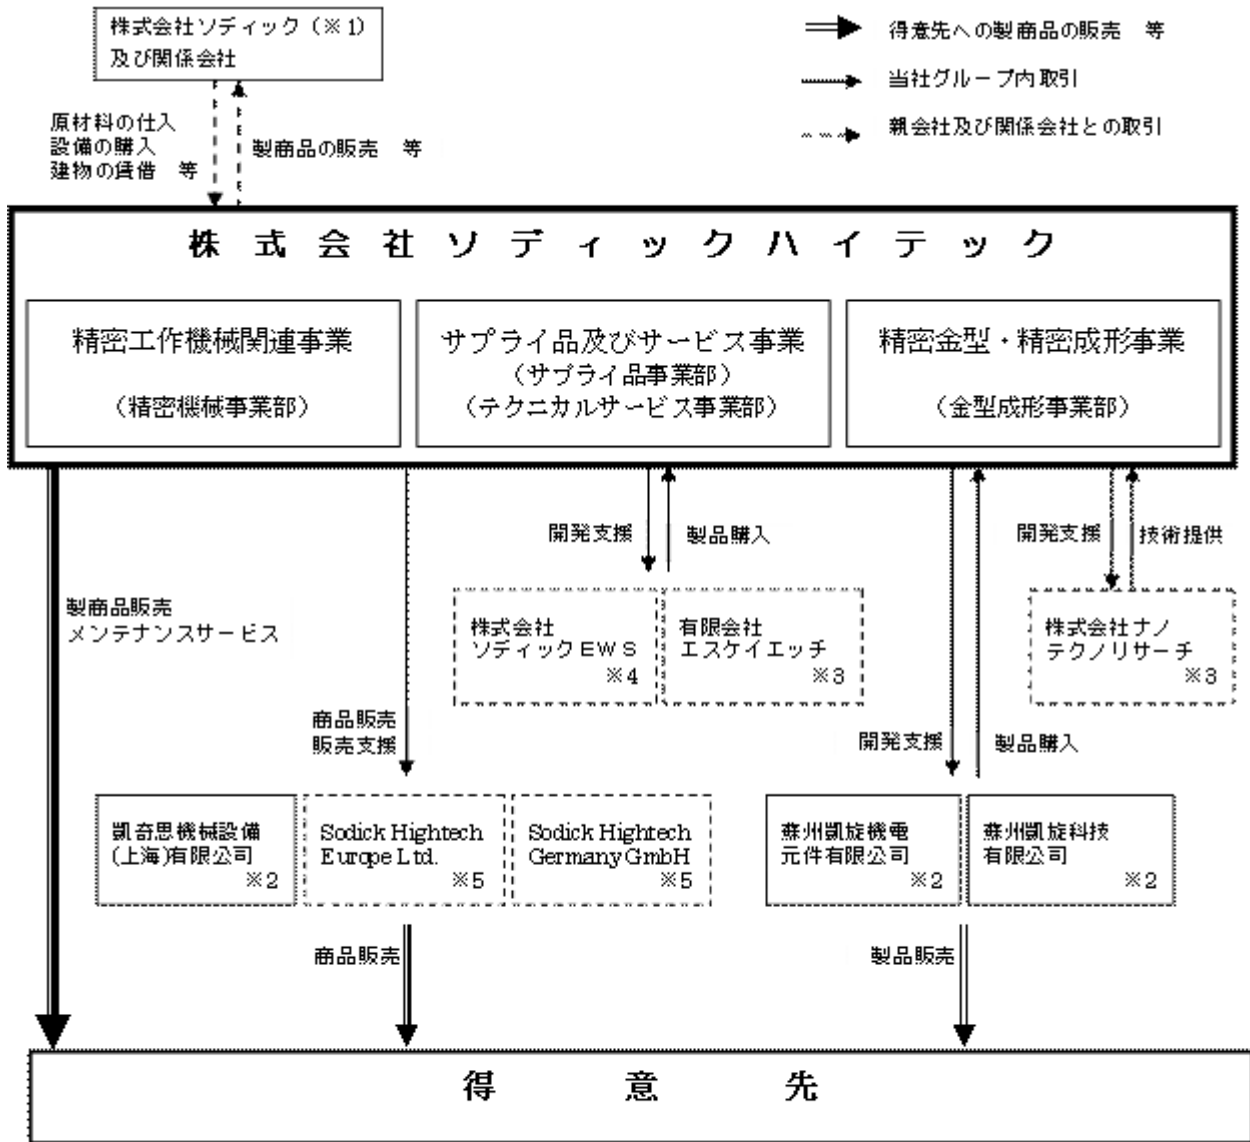 株式会社ソディック（※1）
及び関係会社
得意先への製商品の販売　等
当社グループ内取引
親会社及び関係会社との取引
原材料の仕入
設備の購入
建物の賃借　等
製商品の販売　等
株式会社ソディックハイテック
精密工作機械関連事業
（精密機械事業部）
サプライ品及びサービス事業
（サプライ品事業部）
（テクニカルサービス事業部）
精密金型・精密成形事業
（金型成形事業部）
開発支援
製品購入
開発支援
技術提供
製商品販売
メンテナンスサービス
株式会社
ソディックＥＷＳ
※4
有限会社
エスケイエッチ
※3
株式会社ナノ
テクノリサーチ
※3
商品販売
販売支援
開発支援
製品購入
凱奇思機械設備
(上海)有限公司
※2
Sodick Hightech
Europe Ltd.
※5
Sodick Hightech
Germany GmbH
※5
蘇州凱旋機電
元件有限公司
※2
蘇州凱旋科技
有限公司
※2
商品販売
製品販売
得意先